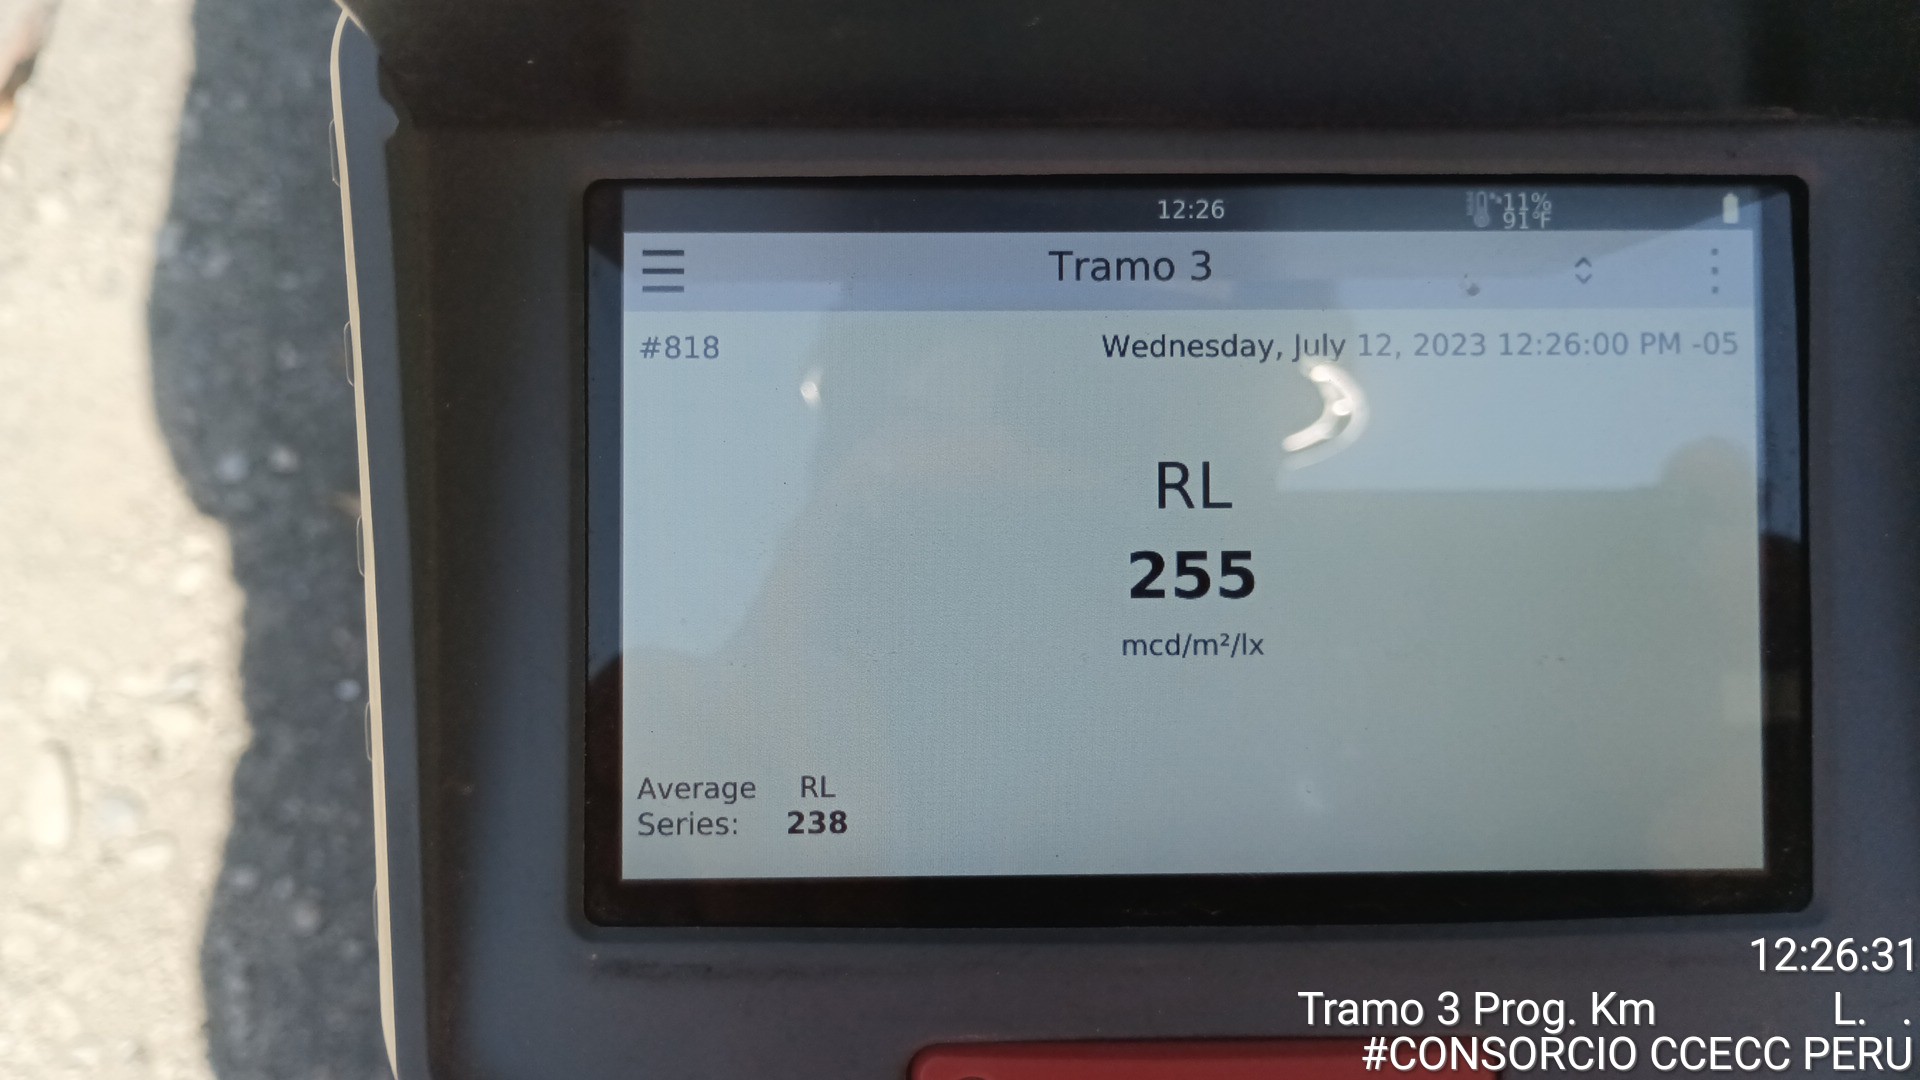 12:26
11%
91°F
Tramo 3
#818
Wednesday, July 12, 2023 12:26:00 PM -05
RL
255
mcd/m²/lx
Average RL
Series: 238
12:26:31
Tramo 3 Prog. Km L. .
#CONSORCIO CCECC PERU